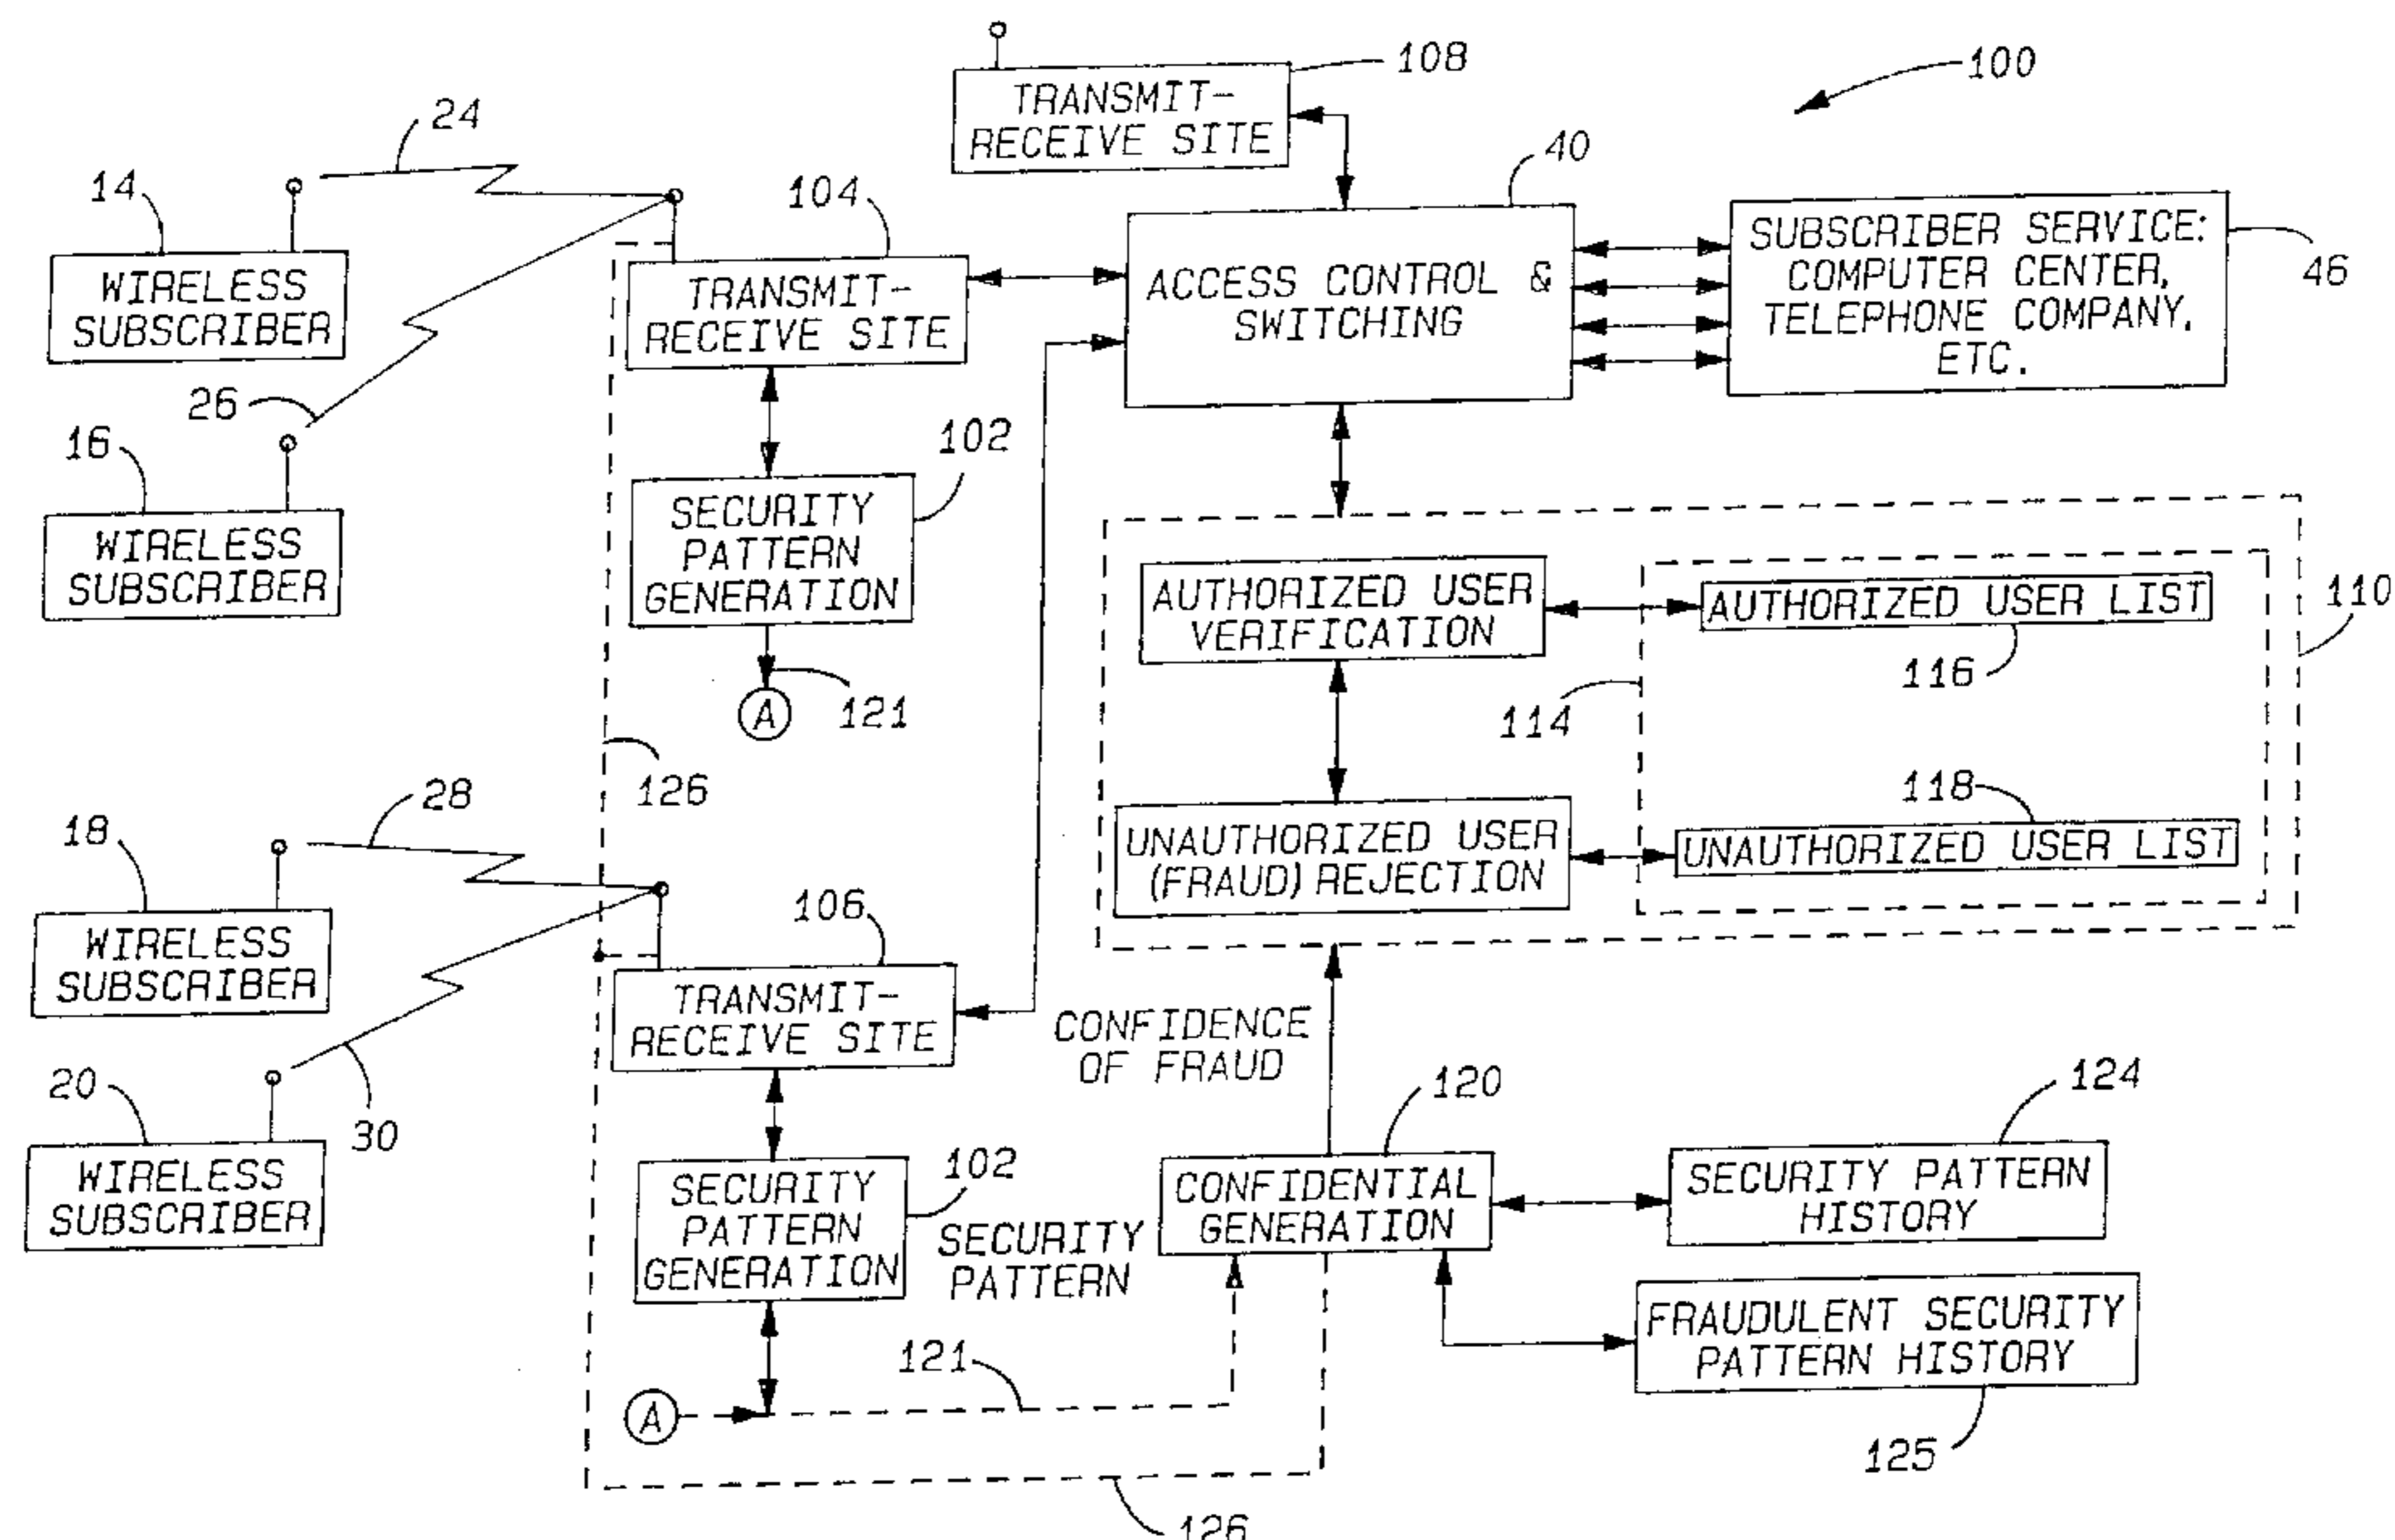 108
TRANSMIT-
RECEIVE SITE
100
24
40
14
104
WIRELESS
SUBSCRIBER
TRANSMIT-
RECEIVE SITE
ACCESS CONTROL &
SWITCHING
SUBSCRIBER SERVICE:
COMPUTER CENTER,
TELEPHONE COMPANY,
ETC.
46
26
16
102
WIRELESS
SUBSCRIBER
SECURITY
PATTERN
GENERATION
121
A
126
AUTHORIZED USER
VERIFICATION
AUTHORIZED USER LIST
110
116
114
118
UNAUTHORIZED USER
(FRAUD) REJECTION
UNAUTHORIZED USER LIST
28
18
106
WIRELESS
SUBSCRIBER
TRANSMIT-
RECEIVE SITE
CONFIDENCE
OF FRAUD
20
30
120
124
WIRELESS
SUBSCRIBER
SECURITY
PATTERN
GENERATION
102
SECURITY
PATTERN
CONFIDENTIAL
GENERATION
SECURITY PATTERN
HISTORY
FRAUDULENT SECURITY
PATTERN HISTORY
121
A
125
126